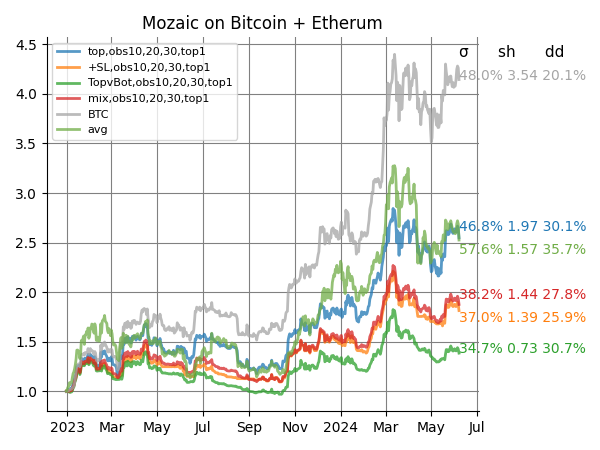 Mozaic on Bitcoin + Etherum
4.5
4.0
3.5
3.0
2.5
2.0
1.5
1.0
top,obs10,20,30,top1
+SL,obs10,20,30,top1
TopvBot,obs10,20,30,top1
mix,obs10,20,30,top1
BTC
avg
σ sh dd
48.0% 3.54 20.1%
46.8% 1.97 30.1%
57.6% 1.57 35.7%
38.2% 1.44 27.8%
37.0% 1.39 25.9%
34.7% 0.73 30.7%
2023 Mar May Jul Sep Nov 2024 Mar May Jul